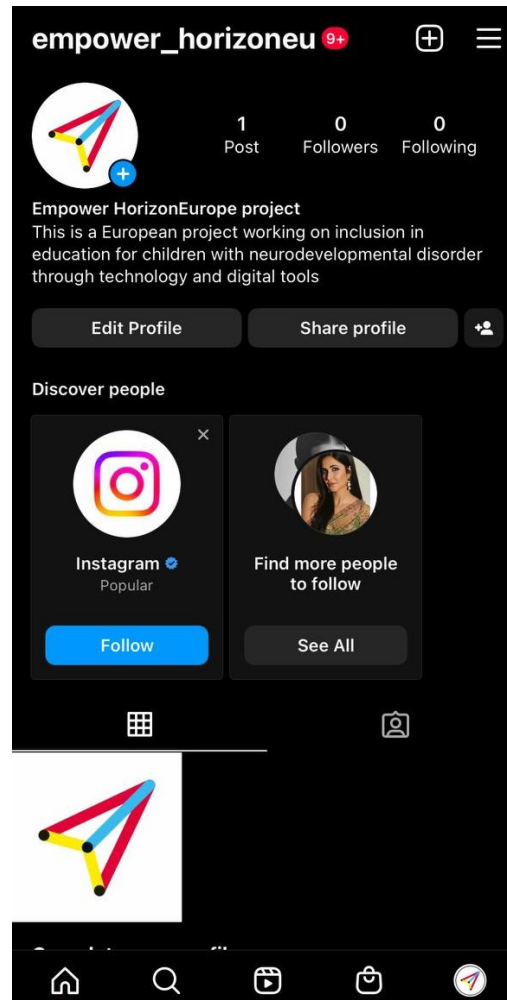 empower_horizoneu 9+
1 0 0
Post Followers Following
Empower HorizonEurope project
This is a European project working on inclusion in
education for children with neurodevelopmental disorder
through technology and digital tools
Edit Profile Share profile
Discover people
Instagram
Popular
Follow
Find more people
to follow
See All